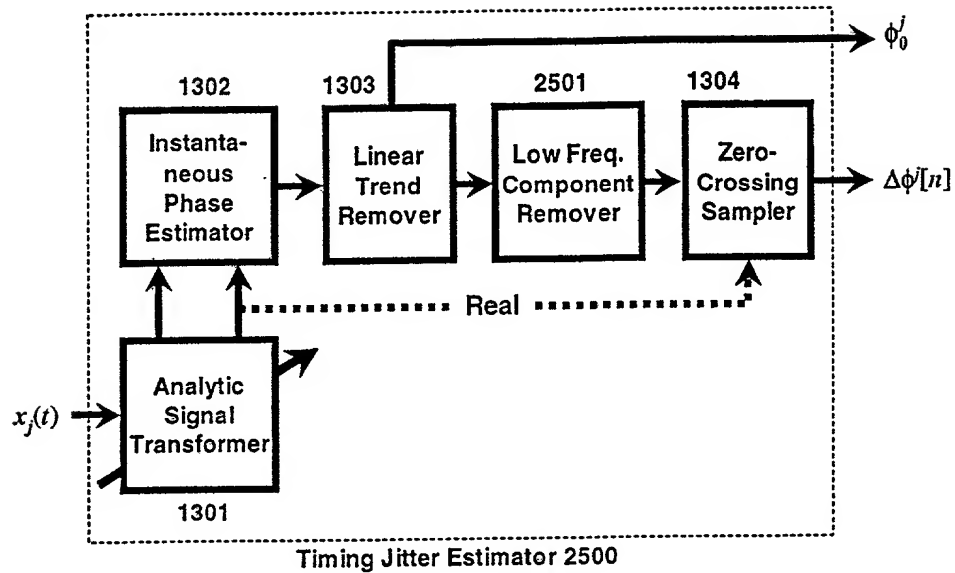 ϕ₀ʲ
1302
1303
2501
1304
Instanta-
neous
Phase
Estimator
Linear
Trend
Remover
Low Freq.
Component
Remover
Zero-
Crossing
Sampler
Δϕʲ[n]
Real
xⱼ(t)
Analytic
Signal
Transformer
1301
Timing Jitter Estimator 2500